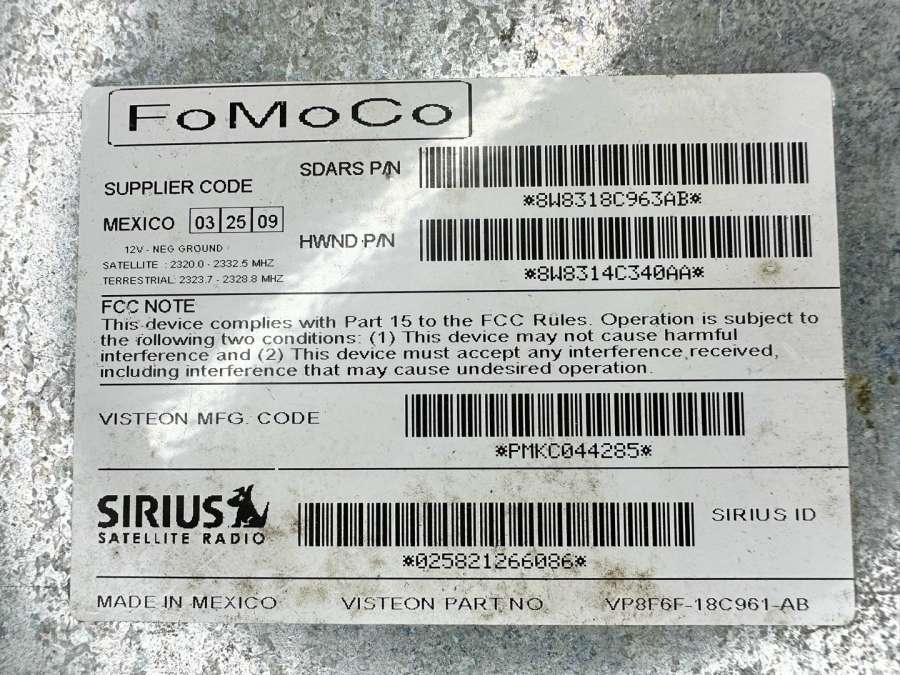 FoMoCo
SUPPLIER CODE
SDARS P/N
*8W8318C963AB*
MEXICO 03 25 09
HWND P/N
*8W8314C340AA*
12V - NEG GROUND
SATELLITE : 2320.0 - 2332.5 MHZ
TERRESTRIAL: 2323.7 - 2328.8 MHZ
FCC NOTE
This device complies with Part 15 to the FCC Rules. Operation is subject to
the following two conditions: (1) This device may not cause harmful
interference and (2) This device must accept any interference received,
including interference that may cause undesired operation.
VISTEON MFG. CODE
*PMKC044285*
SIRIUS
SATELLITE RADIO
SIRIUS ID
*025821266086*
MADE IN MEXICO VISTEON PART NO VP8F6F-18C961-AB